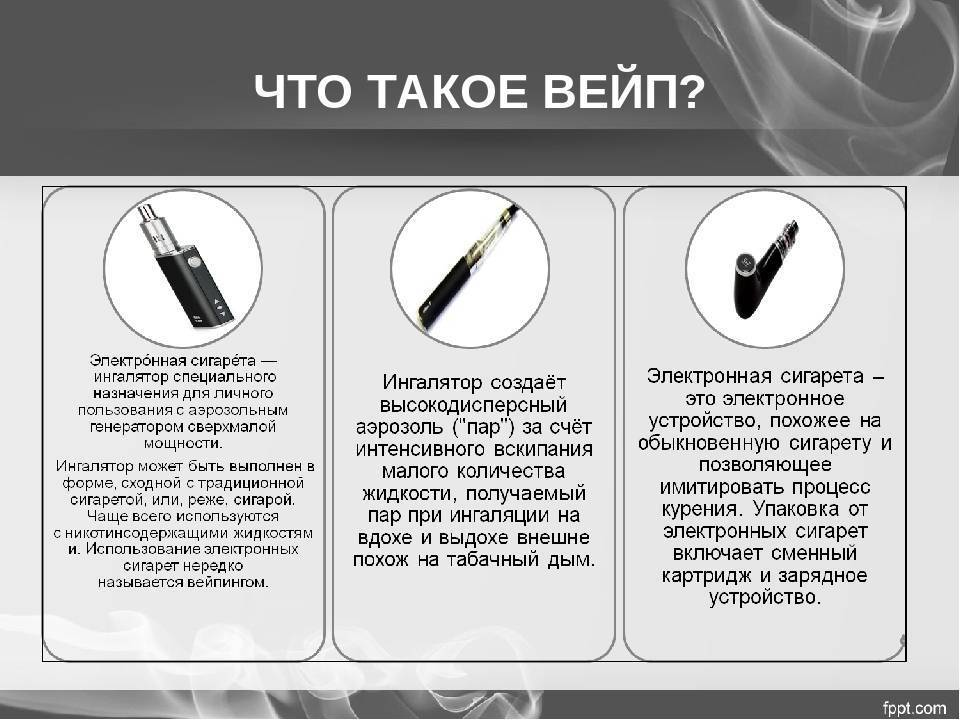 ЧТО ТАКОЕ ВЕЙП?
Электро́нная сигаре́та —
ингалятор специального
назначения для личного
пользования с аэрозольным
генератором сверхмалой
мощности.
Ингалятор может быть выполнен в
форме, сходной с традиционной
сигаретой, или, реже, сигарой.
Чаще всего используются
с никотинсодержащими жидкостям
и. Использование электронных
сигарет нередко
называется вейпингом.
Ингалятор создаёт
высокодисперсный
аэрозоль ("пар") за счёт
интенсивного вскипания
малого количества
жидкости, получаемый
пар при ингаляции на
вдохе и выдохе внешне
похож на табачный дым.
Электронная сигарета –
это электронное
устройство, похожее на
обыкновенную сигарету и
позволяющее
имитировать процесс
курения. Упаковка от
электронных сигарет
включает сменный
картридж и зарядное
устройство.
fppt.com